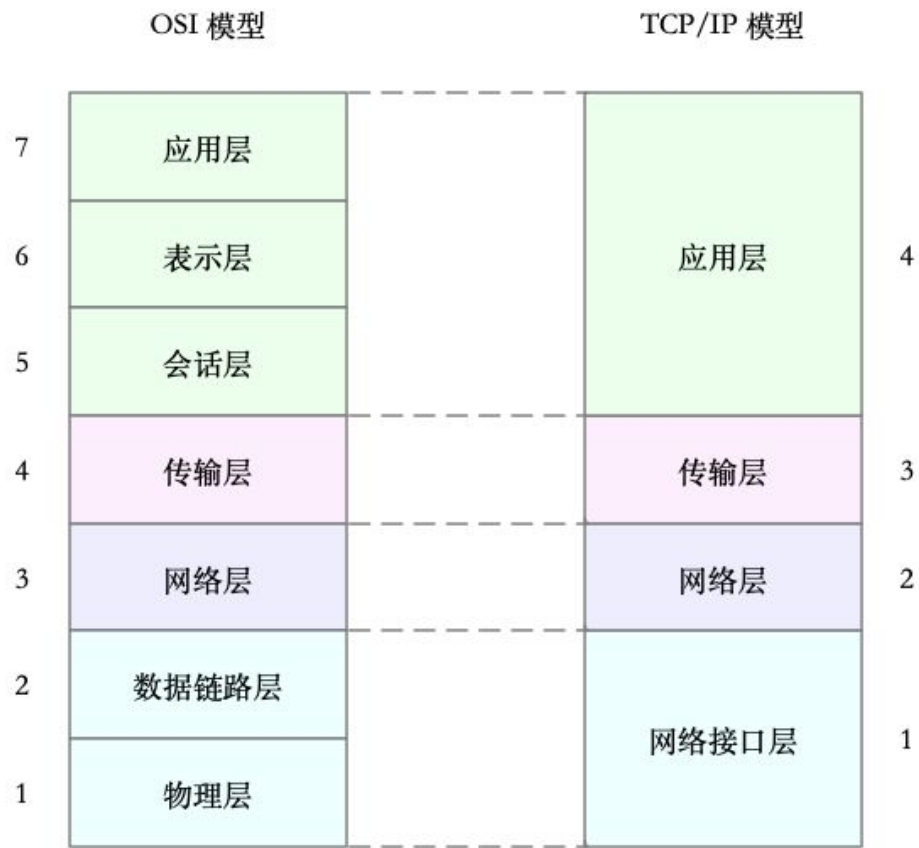 OSI 模型
TCP/IP 模型
7
应用层
6
表示层
应用层
4
5
会话层
4
传输层
传输层
3
3
网络层
网络层
2
2
数据链路层
网络接口层
1
1
物理层